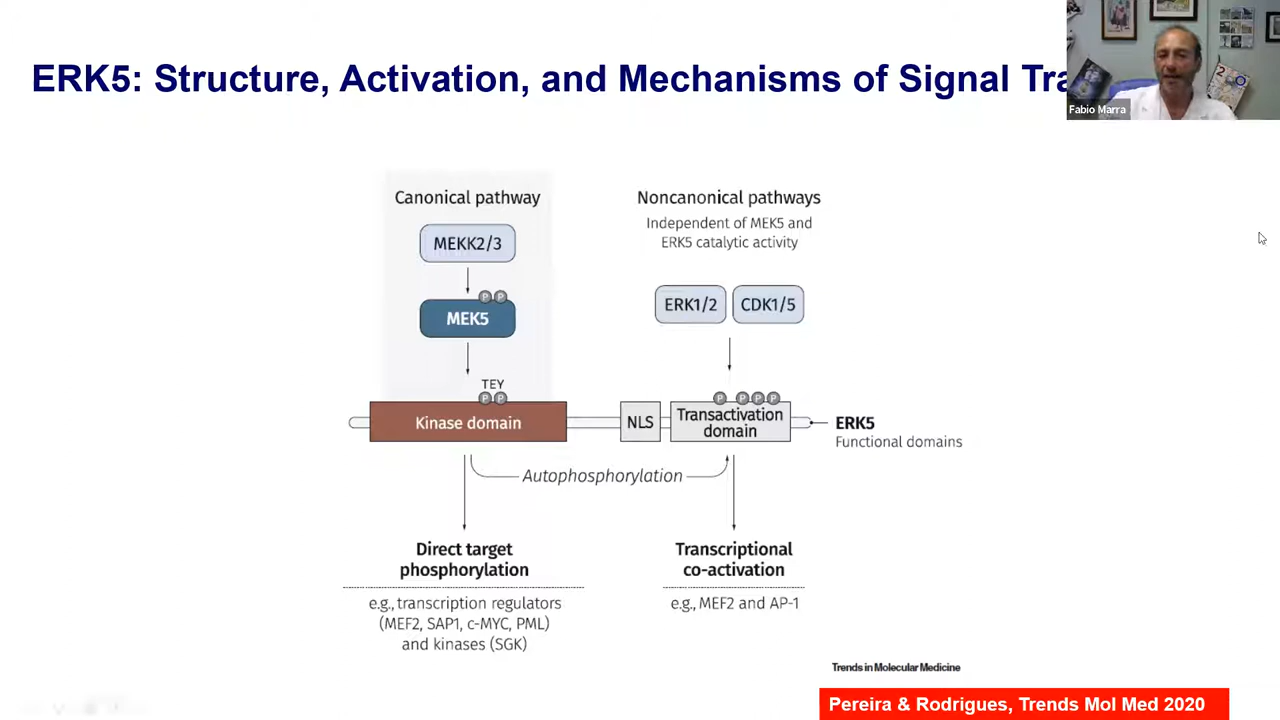 ERK5: Structure, Activation, and Mechanisms of Signal Tra
Fabio Marra
Canonical pathway
MEKK2/3
P P
MEK5
TEY
P P
Kinase domain
Noncanonical pathways
Independent of MEK5 and
ERK5 catalytic activity
ERK1/2
CDK1/5
P P P P
NLS
Transactivation
domain
ERK5
Functional domains
Autophosphorylation
Direct target
phosphorylation
e.g., transcription regulators
(MEF2, SAP1, c-MYC, PML)
and kinases (SGK)
Transcriptional
co-activation
e.g., MEF2 and AP-1
Trends in Molecular Medicine
Pereira & Rodrigues, Trends Mol Med 2020